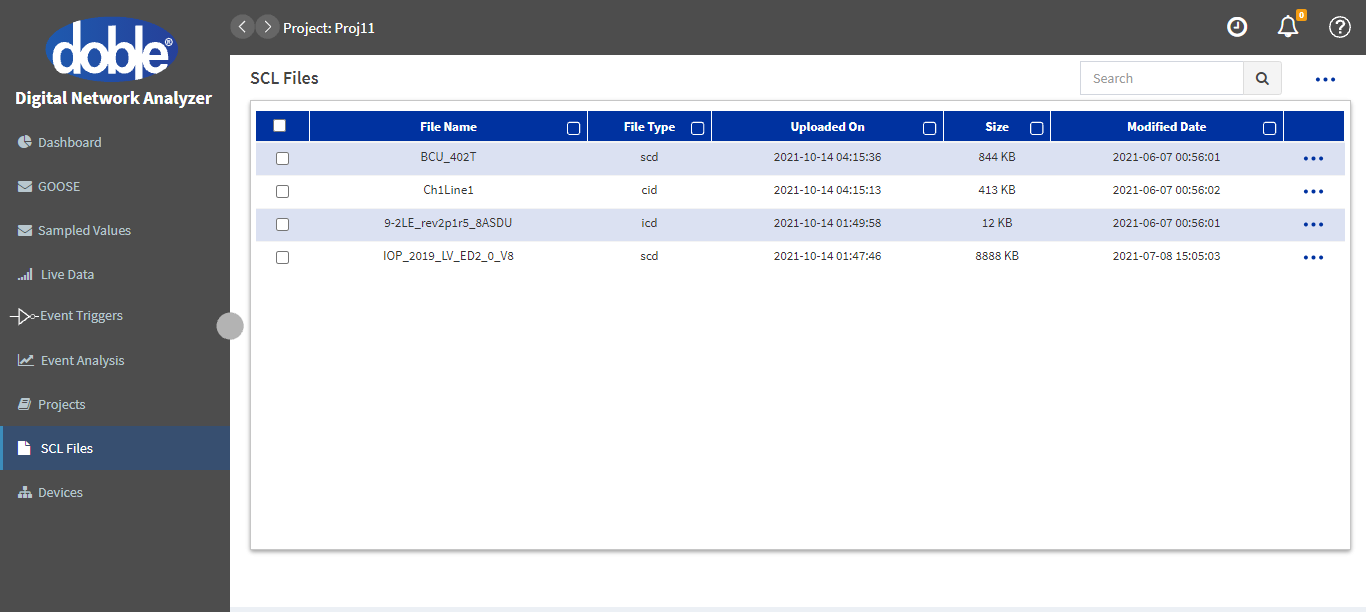 doble®
Digital Network Analyzer
Dashboard
GOOSE
Sampled Values
Live Data
Event Triggers
Event Analysis
Projects
SCL Files
Devices
Project: Proj11
0
SCL Files
Search
File Name File Type Uploaded On Size Modified Date
BCU_402T scd 2021-10-14 04:15:36 844 KB 2021-06-07 00:56:01
Ch1Line1 cid 2021-10-14 04:15:13 413 KB 2021-06-07 00:56:02
9-2LE_rev2p1r5_8ASDU icd 2021-10-14 01:49:58 12 KB 2021-06-07 00:56:01
IOP_2019_LV_ED2_0_V8 scd 2021-10-14 01:47:46 8888 KB 2021-07-08 15:05:03